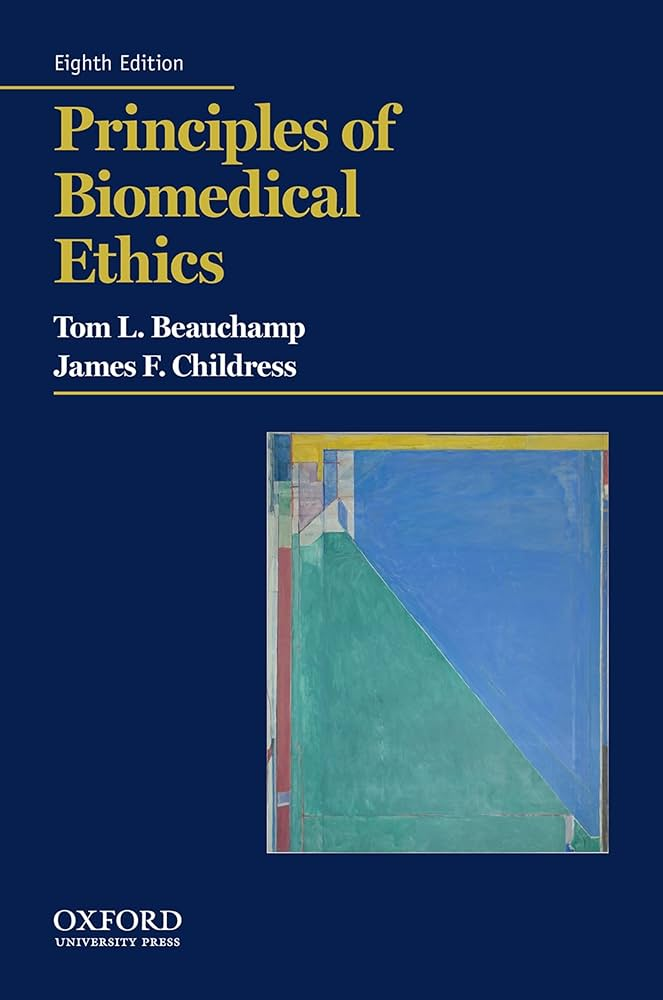 Eighth Edition
Principles of
Biomedical
Ethics
Tom L. Beauchamp
James F. Childress
OXFORD
UNIVERSITY PRESS